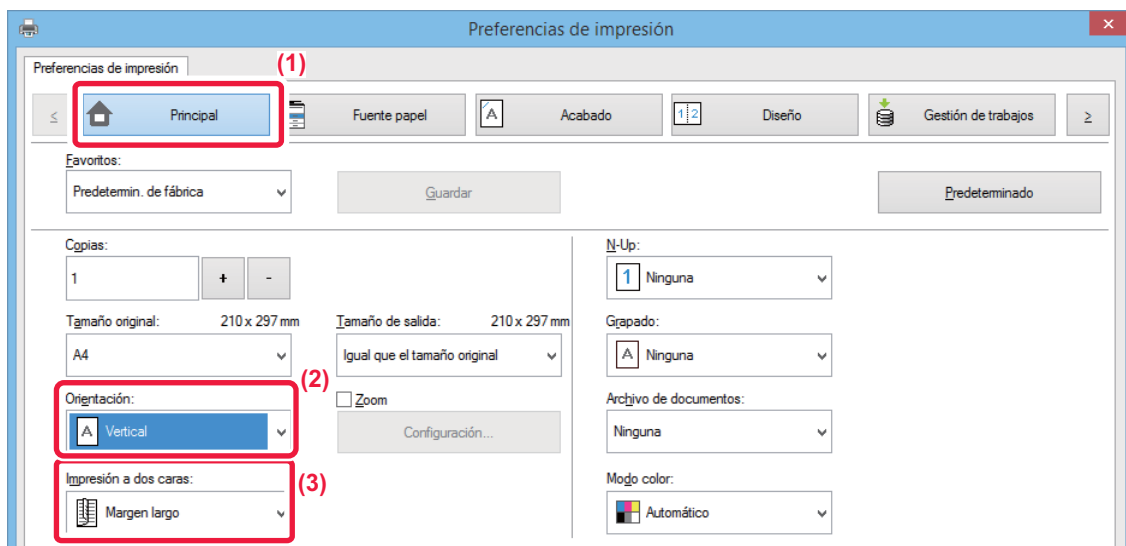 Preferencias de impresión
×
Preferencias de impresión
(1)
< Principal Fuente papel A Acabado 1 2 Diseño Gestión de trabajos >
Favoritos:
Predetermin. de fábrica Guardar Predeterminado
Copias: N-Up:
1 + - 1 Ninguna
Tamaño original: 210 x 297 mm Tamaño de salida: 210 x 297 mm Grapado:
A4 Igual que el tamaño original A Ninguna
(2)
Orientación: Zoom Archivo de documentos:
A Vertical Configuración... Ninguna
Impresión a dos caras: (3) Modo color:
Margen largo Automático